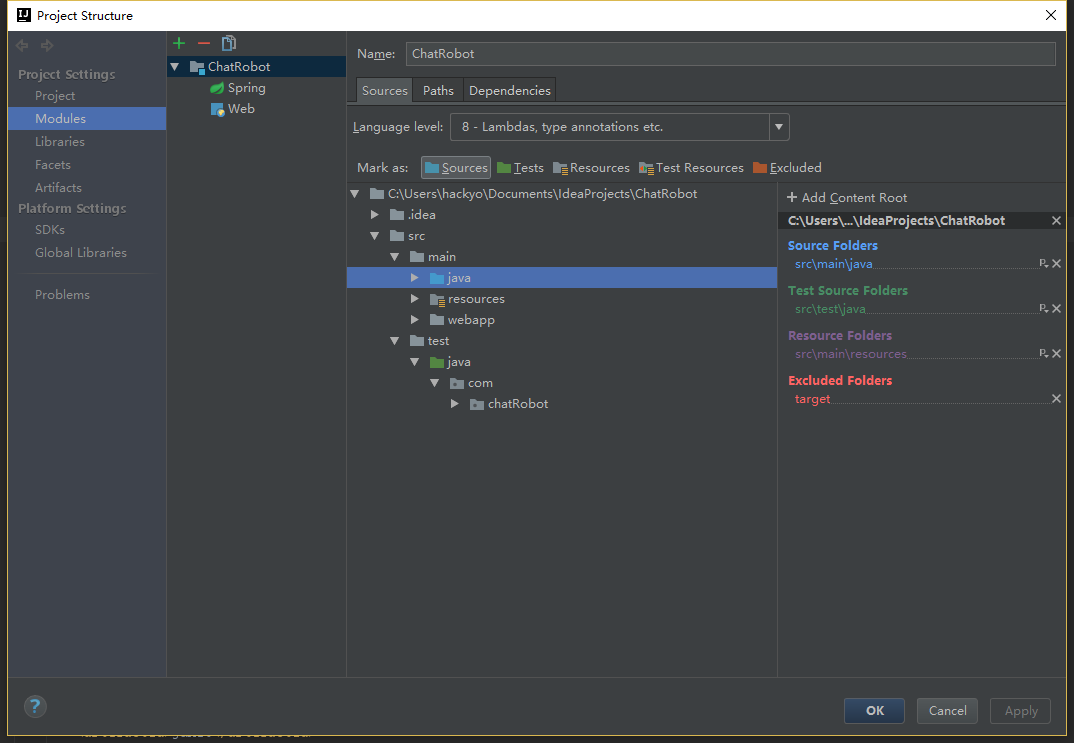 Project Structure
Project Settings
Project
Modules
Libraries
Facets
Artifacts
Platform Settings
SDKs
Global Libraries
Problems
ChatRobot
Spring
Web
Name: ChatRobot
Sources Paths Dependencies
Language level: 8 - Lambdas, type annotations etc.
Mark as: Sources Tests Resources Test Resources Excluded
C:\Users\hackyo\Documents\IdeaProjects\ChatRobot
.idea
src
main
java
resources
webapp
test
java
com
chatRobot
+ Add Content Root
C:\Users\...\IdeaProjects\ChatRobot
Source Folders
src\main\java
Test Source Folders
src\test\java
Resource Folders
src\main\resources
Excluded Folders
target
?
OK Cancel Apply